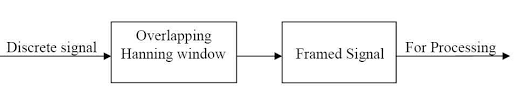 Discrete signal
Overlapping
Hanning window
Framed Signal
For Processing